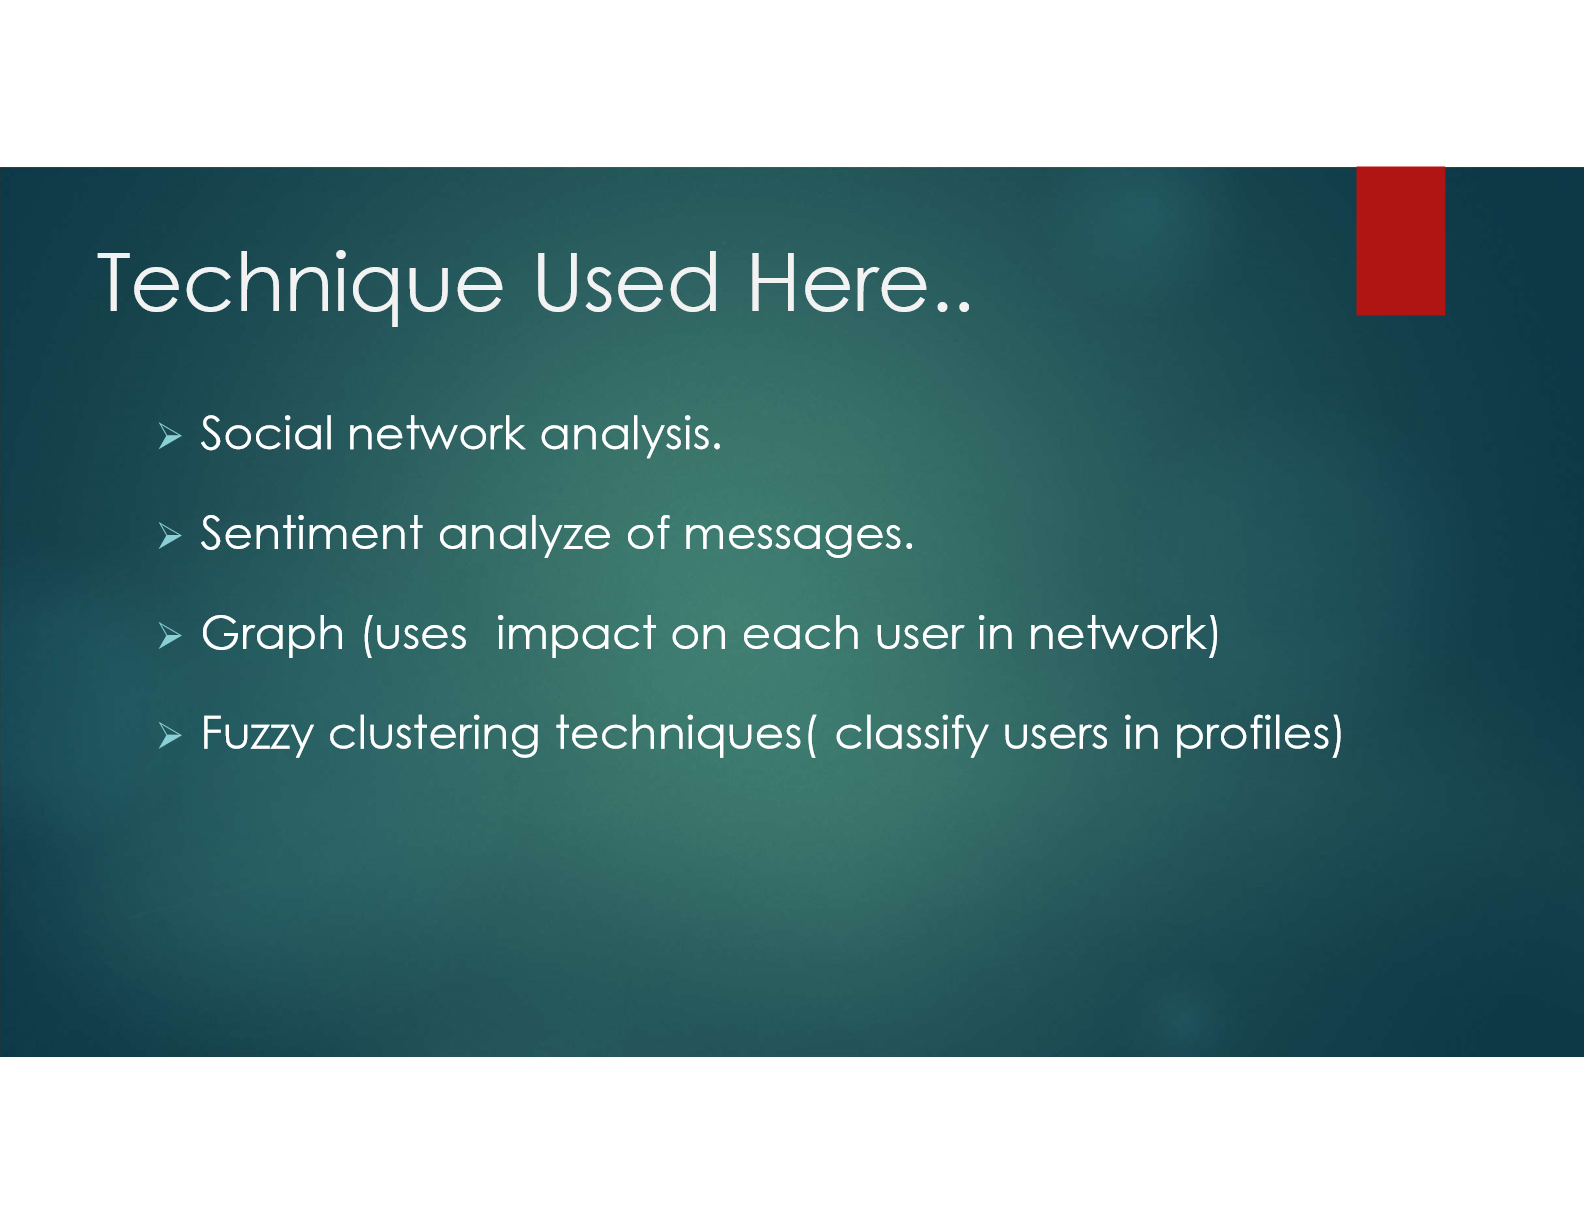 Technique Used Here..
Social network analysis.
Sentiment analyze of messages.
Graph (uses  impact on each user in network)
Fuzzy clustering techniques( classify users in profiles)